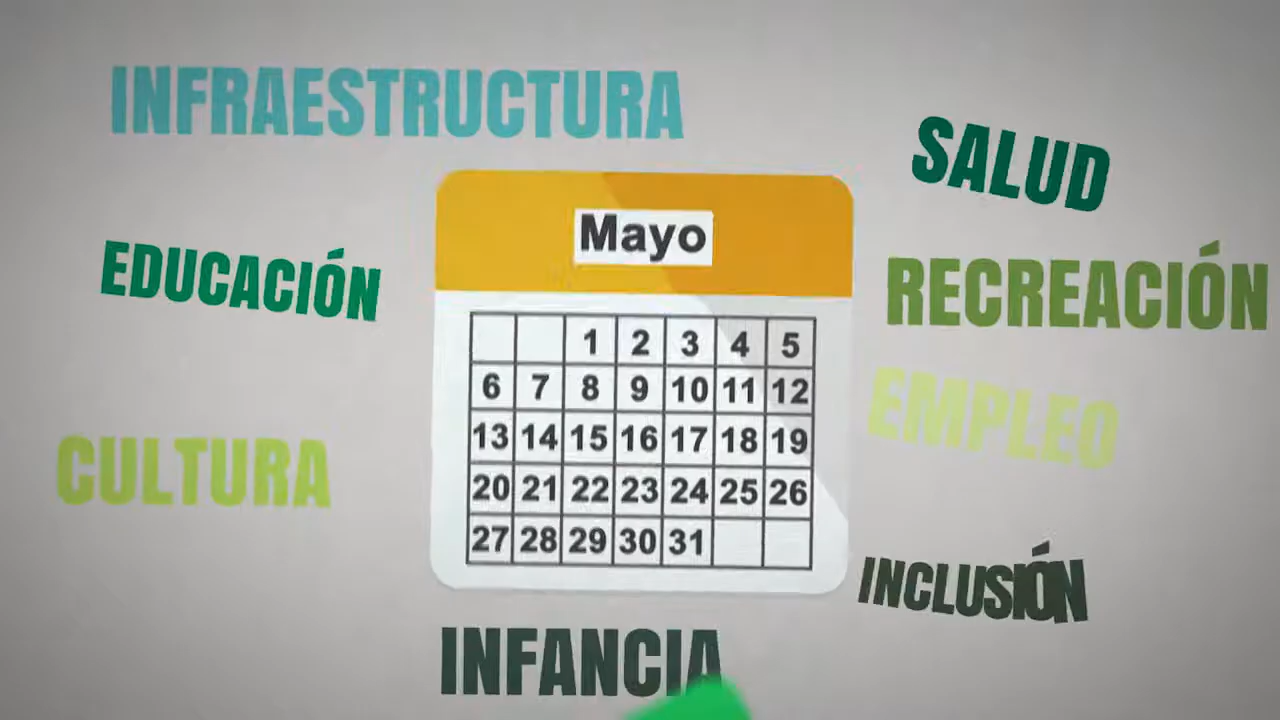 INFRAESTRUCTURA
SALUD
Mayo
EDUCACIÓN
RECREACIÓN
1 2 3 4 5
6 7 8 9 10 11 12
EMPLEO
13 14 15 16 17 18 19
CULTURA
20 21 22 23 24 25 26
27 28 29 30 31
INCLUSIÓN
INFANCIA